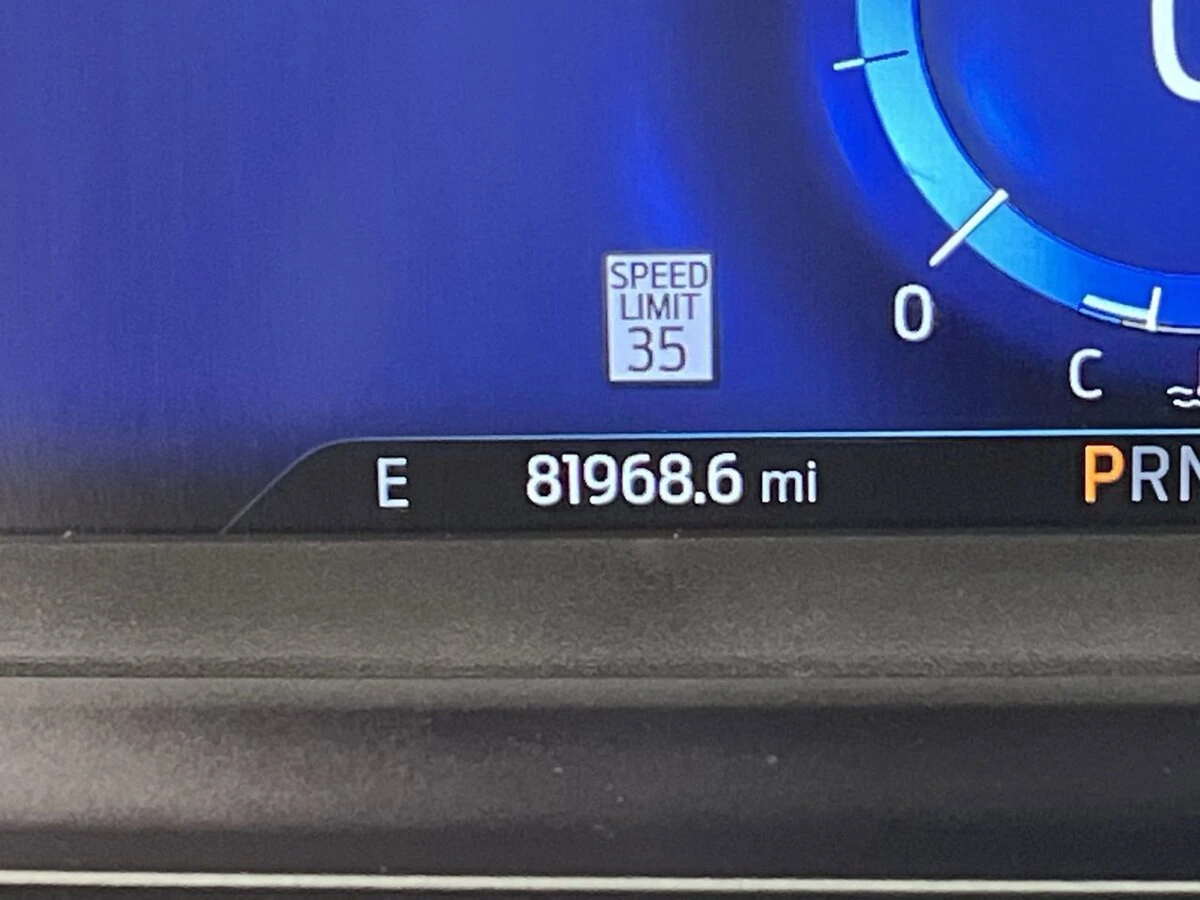 SPEED
LIMIT
35
0
C
E 81968.6 mi PRN